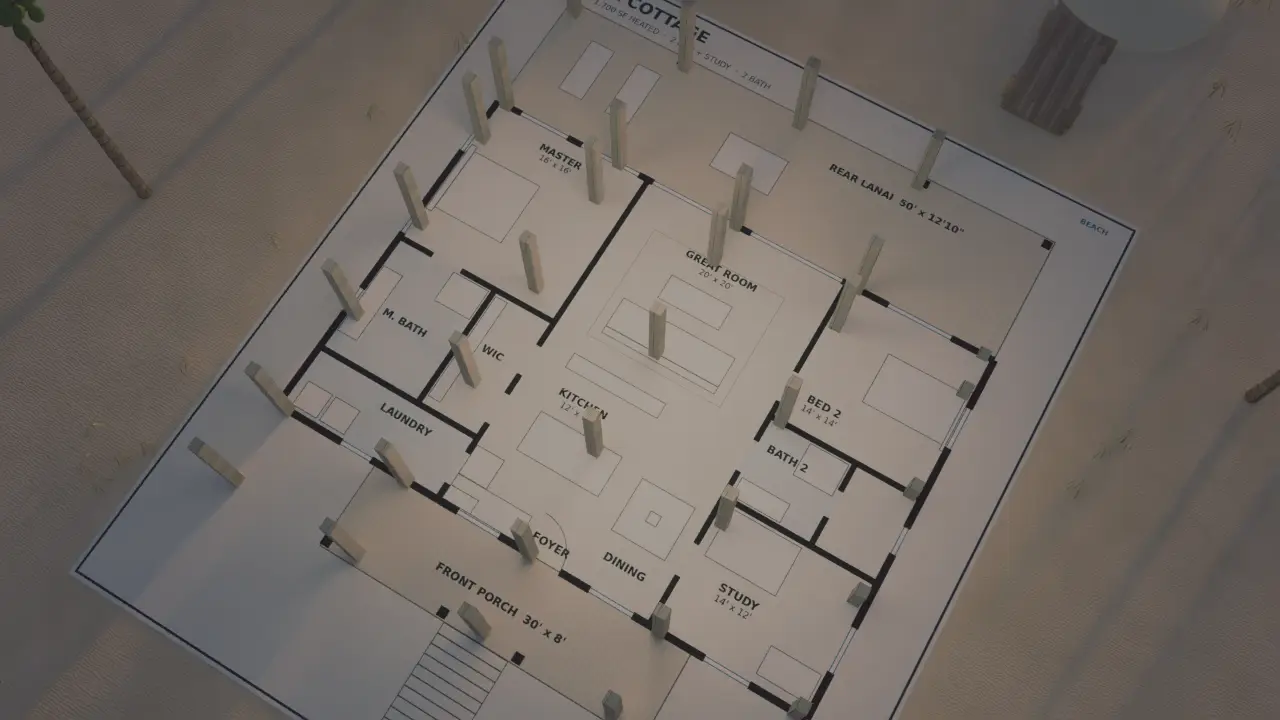 COTTAGE
1,700 SF HEATED · 2 + STUDY · 2 BATH
REAR LANAI 50' x 12'10"
BEACH
MASTER
16' x 16'
GREAT ROOM
20' x 20'
M. BATH
WIC
KITCHEN
12' x
BED 2
14' x 14'
LAUNDRY
BATH 2
FOYER
DINING
STUDY
14' x 12'
FRONT PORCH 30' x 8'